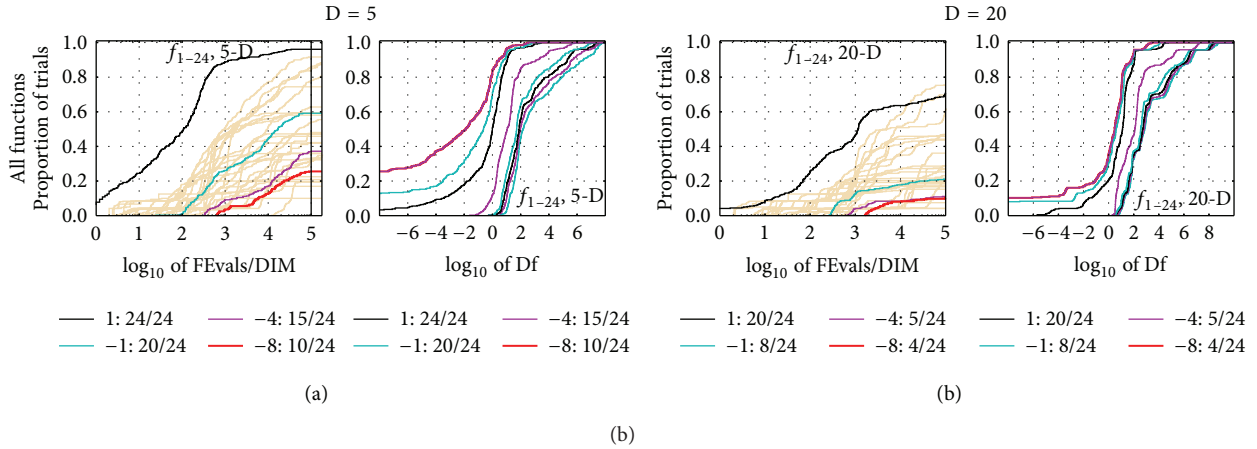 (b)
D = 5
D = 20
All functions
Proportion of trials
1.0
0.8
0.6
0.4
0.2
0.0
f1−24, 5-D
0 1 2 3 4 5
log10 of FEvals/DIM
1.0
0.8
0.6
0.4
0.2
0.0
f1−24, 5-D
−6 −4 −2 0 2 4 6
log10 of Df
Proportion of trials
1.0
0.8
0.6
0.4
0.2
0.0
f1−24, 20-D
0 1 2 3 4 5
log10 of FEvals/DIM
1.0
0.8
0.6
0.4
0.2
0.0
f1−24, 20-D
−6 −4 −2 0 2 4 6 8
log10 of Df
1: 24/24 −4: 15/24 1: 24/24 −4: 15/24
−1: 20/24 −8: 10/24 −1: 20/24 −8: 10/24
1: 20/24 −4: 5/24 1: 20/24 −4: 5/24
−1: 8/24 −8: 4/24 −1: 8/24 −8: 4/24
(a)
(b)
(b)